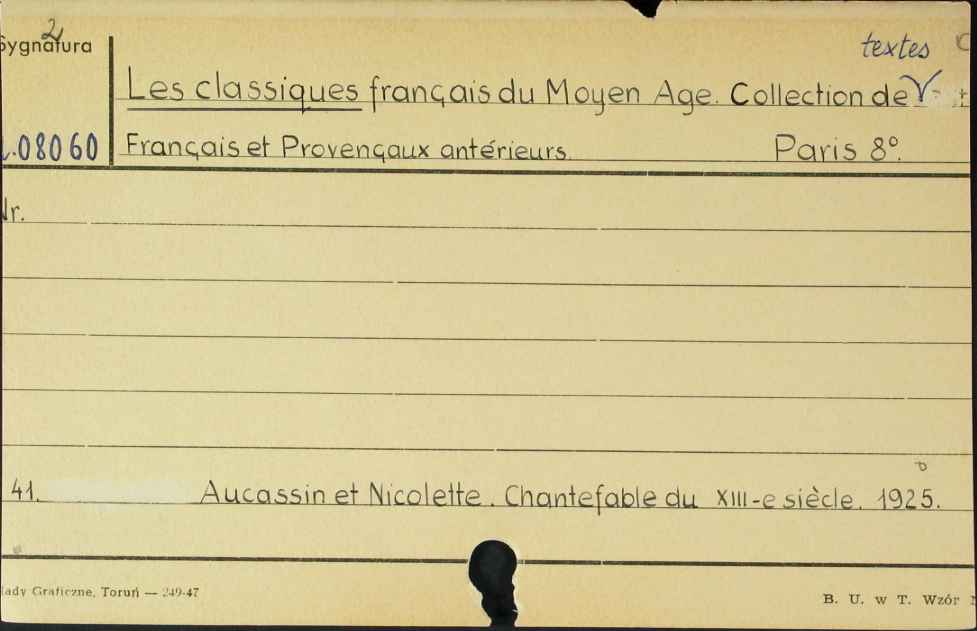 2
Sygnatura
textes
Les classiques français du Moyen Age. Collection de
.08060
Français et Provençaux antérieurs. Paris 8°.
Nr.
41. Aucassin et Nicolette. Chantefable du XIII-e siècle. 1925.
łady Graficzne, Toruń — 249-47
B. U. w T. Wzór